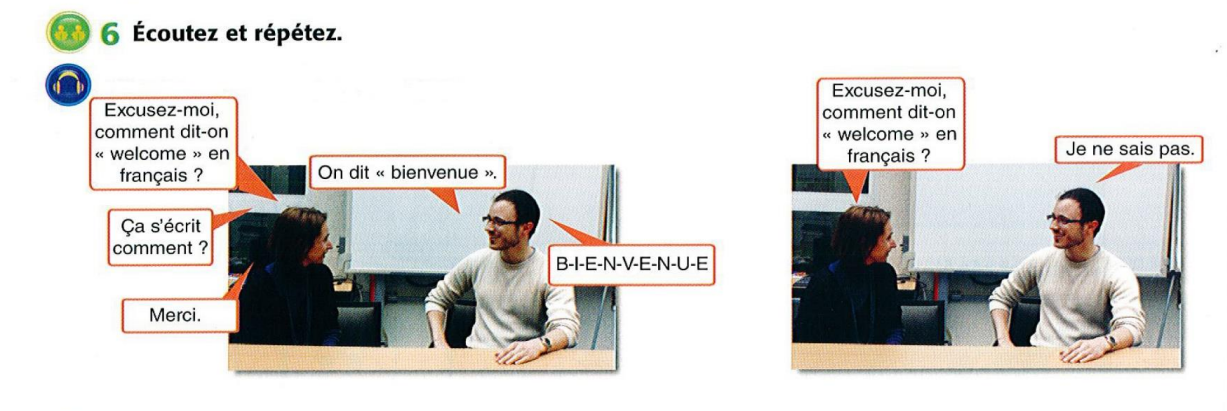 6 Écoutez et répétez.
Excusez-moi,
comment dit-on
« welcome » en
français ?
On dit « bienvenue ».
Ça s'écrit
comment ?
B-I-E-N-V-E-N-U-E
Merci.
Excusez-moi,
comment dit-on
« welcome » en
français ?
Je ne sais pas.